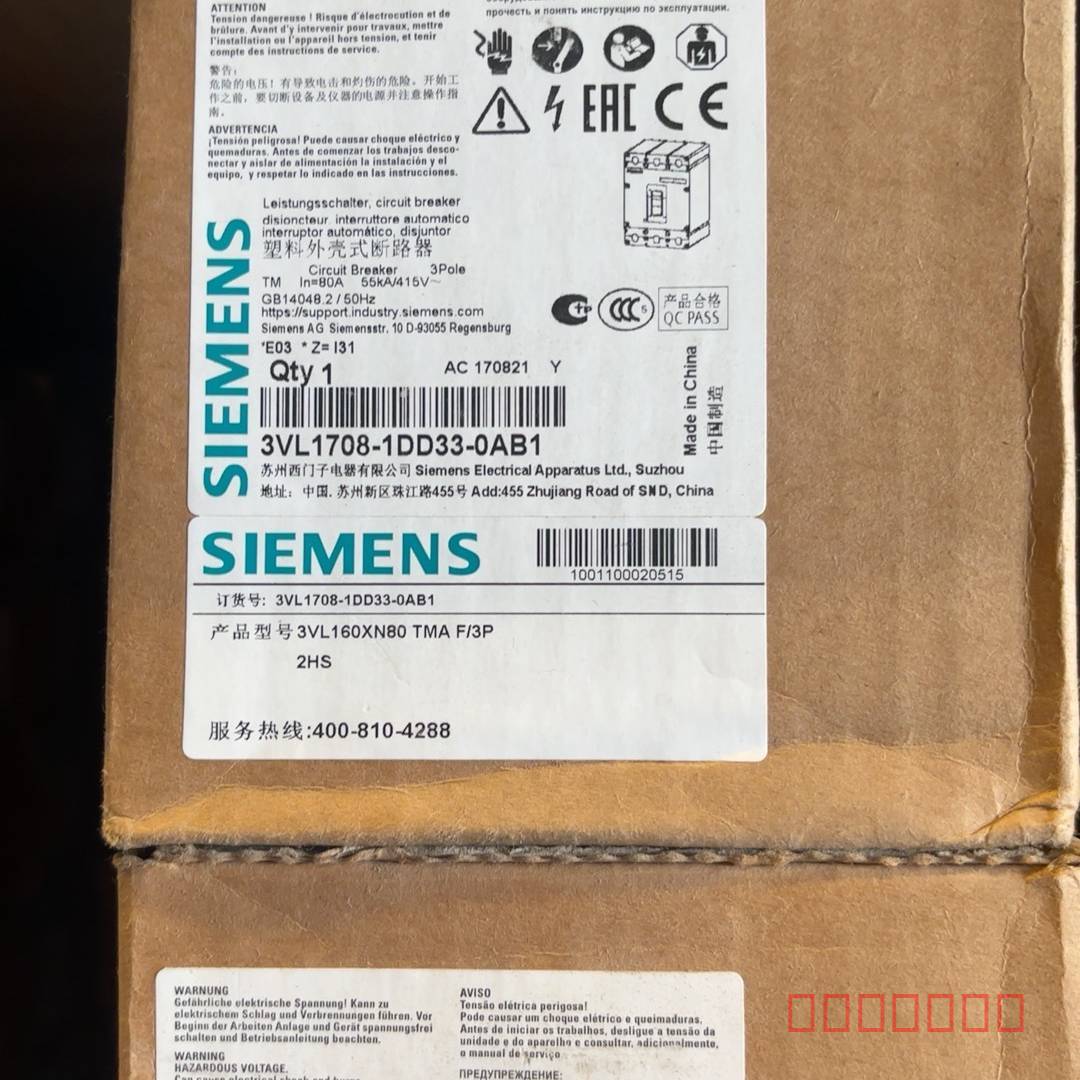 ATTENTION
Tension dangereuse ! Risque d'électrocution et de
brûlure. Avant d'y intervenir pour travaux, mettre
l'installation ou l'appareil hors tension, et tenir
compte des instructions de service.
прочесть и понять инструкцию по эксплуатации.
警告:
危险的电压! 有导致电击和灼伤的危险。开始工
作之前, 要切断设备及仪器的电源并注意操作指
南。
ADVERTENCIA
¡Tensión peligrosa! Puede causar choque eléctrico y
quemaduras. Antes de comenzar los trabajos desco-
nectar y aislar de alimentación la instalación y el
equipo, y respetar lo indicado en las instrucciones.
EAC CE
SIEMENS
Leistungsschalter, circuit breaker
disjoncteur, interruttore automatico
interruptor automático, disjuntor
塑料外壳式断路器
Circuit Breaker 3Pole
TM In=80A 55kA/415V~
GB14048.2 / 50Hz
https://support.industry.siemens.com
Siemens AG Siemensstr. 10 D-93055 Regensburg
CCC S
产品合格
QC PASS
*E03 * Z= I31
Qty 1 AC 170821 Y
3VL1708-1DD33-0AB1
Made in China
中国制造
苏州西门子电器有限公司 Siemens Electrical Apparatus Ltd., Suzhou
地址: 中国. 苏州新区珠江路455号 Add:455 Zhujiang Road of SND, China
SIEMENS
1001100020515
订货号: 3VL1708-1DD33-0AB1
产品型号 3VL160XN80 TMA F/3P
2HS
服务热线:400-810-4288
WARNUNG
Gefährliche elektrische Spannung! Kann zu
elektrischem Schlag und Verbrennungen führen. Vor
Beginn der Arbeiten Anlage und Gerät spannungsfrei
schalten und Betriebsanleitung beachten.
WARNING
HAZARDOUS VOLTAGE.
Can cause electrical shock and burns.
AVISO
Tensão elétrica perigosa!
Pode causar um choque elétrico e queimaduras.
Antes de iniciar os trabalhos, desligue a tensão da
unidade e do aparelho e consultar, adicionalmente,
o manual de serviço
ПРЕДУПРЕЖДЕНИЕ: